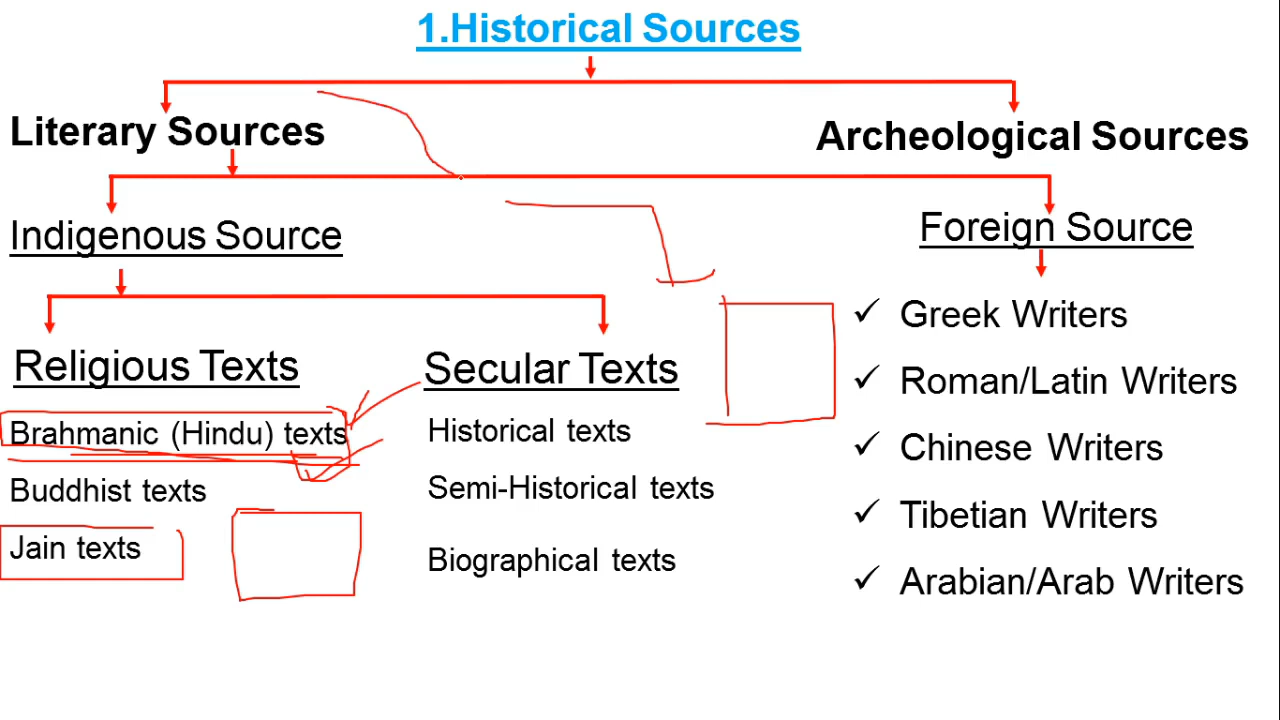 1.Historical Sources
Literary Sources
Archeological Sources
Indigenous Source
Foreign Source
Religious Texts
Brahmanic (Hindu) texts
Buddhist texts
Jain texts
Secular Texts
Historical texts
Semi-Historical texts
Biographical texts
✓ Greek Writers
✓ Roman/Latin Writers
✓ Chinese Writers
✓ Tibetian Writers
✓ Arabian/Arab Writers